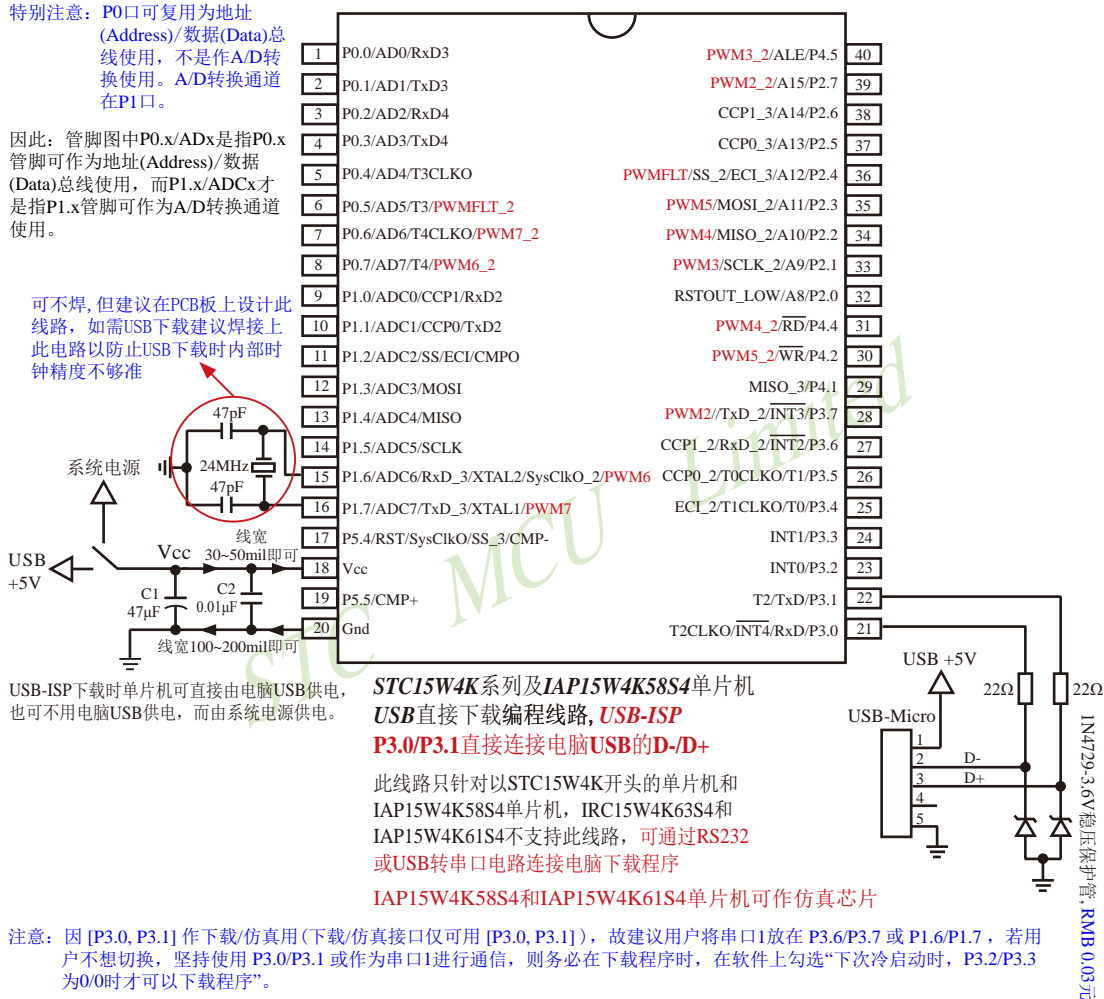 特别注意：P0口可复用为地址
(Address)/数据(Data)总
线使用，不是作A/D转
换使用。A/D转换通道
在P1口。
因此：管脚图中P0.x/ADx是指P0.x
管脚可作为地址(Address)/数据
(Data)总线使用，而P1.x/ADCx才
是指P1.x管脚可作为A/D转换通道
使用。
可不焊,但建议在PCB板上设计此
线路，如需USB下载建议焊接上
此电路以防止USB下载时内部时
钟精度不够准
47pF
24MHz
47pF
系统电源
USB
+5V
Vcc
线宽
30~50mil即可
C1
47μF
C2
0.01μF
线宽100~200mil即可
USB-ISP下载时单片机可直接由电脑USB供电，
也可不用电脑USB供电，而由系统电源供电。
1 P0.0/AD0/RxD3
2 P0.1/AD1/TxD3
3 P0.2/AD2/RxD4
4 P0.3/AD3/TxD4
5 P0.4/AD4/T3CLKO
6 P0.5/AD5/T3/PWMFLT_2
7 P0.6/AD6/T4CLKO/PWM7_2
8 P0.7/AD7/T4/PWM6_2
9 P1.0/ADC0/CCP1/RxD2
10 P1.1/ADC1/CCP0/TxD2
11 P1.2/ADC2/SS/ECI/CMPO
12 P1.3/ADC3/MOSI
13 P1.4/ADC4/MISO
14 P1.5/ADC5/SCLK
15 P1.6/ADC6/RxD_3/XTAL2/SysClkO_2/PWM6
16 P1.7/ADC7/TxD_3/XTAL1/PWM7
17 P5.4/RST/SysClkO/SS_3/CMP-
18 Vcc
19 P5.5/CMP+
20 Gnd
PWM3_2/ALE/P4.5 40
PWM2_2/A15/P2.7 39
CCP1_3/A14/P2.6 38
CCP0_3/A13/P2.5 37
PWMFLT/SS_2/ECI_3/A12/P2.4 36
PWM5/MOSI_2/A11/P2.3 35
PWM4/MISO_2/A10/P2.2 34
PWM3/SCLK_2/A9/P2.1 33
RSTOUT_LOW/A8/P2.0 32
PWM4_2/RD/P4.4 31
PWM5_2/WR/P4.2 30
MISO_3/P4.1 29
PWM2//TxD_2/INT3/P3.7 28
CCP1_2/RxD_2/INT2/P3.6 27
CCP0_2/T0CLKO/T1/P3.5 26
ECI_2/T1CLKO/T0/P3.4 25
INT1/P3.3 24
INT0/P3.2 23
T2/TxD/P3.1 22
T2CLKO/INT4/RxD/P3.0 21
STC MCU Limited
USB +5V
USB-Micro
1
2
3
4
5
D-
D+
22Ω
22Ω
1N4729-3.6V稳压保护管, RMB 0.03元
STC15W4K系列及IAP15W4K58S4单片机
USB直接下载编程线路, USB-ISP
P3.0/P3.1直接连接电脑USB的D-/D+
此线路只针对以STC15W4K开头的单片机和
IAP15W4K58S4单片机，IRC15W4K63S4和
IAP15W4K61S4不支持此线路，可通过RS232
或USB转串口电路连接电脑下载程序
IAP15W4K58S4和IAP15W4K61S4单片机可作仿真芯片
注意：因 [P3.0, P3.1] 作下载/仿真用(下载/仿真接口仅可用 [P3.0, P3.1] )，故建议用户将串口1放在 P3.6/P3.7 或 P1.6/P1.7 ，若用
户不想切换，坚持使用 P3.0/P3.1 或作为串口1进行通信，则务必在下载程序时，在软件上勾选“下次冷启动时，P3.2/P3.3
为0/0时才可以下载程序”。